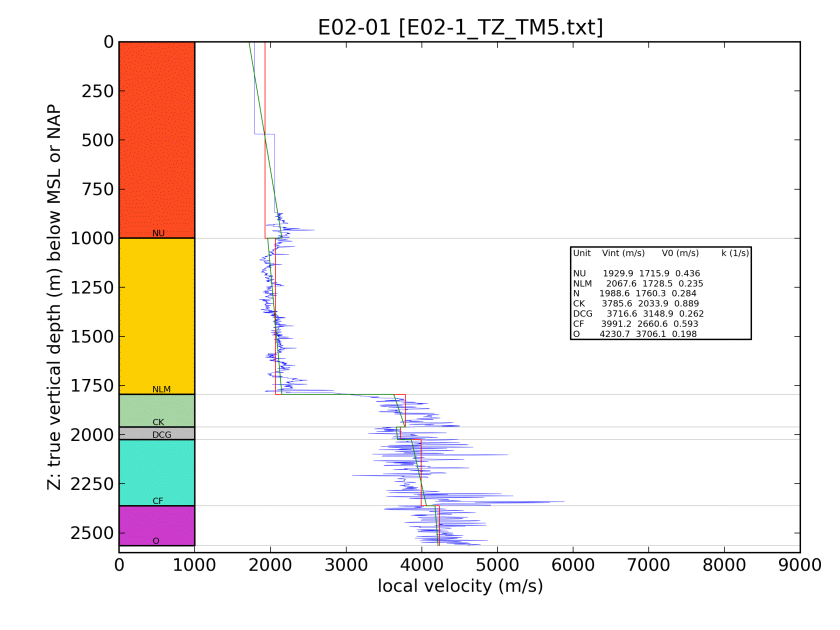 E02-01 [E02-1_TZ_TM5.txt]
Z: true vertical depth (m) below MSL or NAP
0
250
500
750
1000
1250
1500
1750
2000
2250
2500
NU
NLM
CK
DCG
CF
O
Unit Vint (m/s) V0 (m/s) k (1/s)
NU 1929.9 1715.9 0.436
NLM 2067.6 1728.5 0.235
N 1988.6 1760.3 0.284
CK 3785.6 2033.9 0.889
DCG 3716.6 3148.9 0.262
CF 3991.2 2660.6 0.593
O 4230.7 3706.1 0.198
0 1000 2000 3000 4000 5000 6000 7000 8000 9000
local velocity (m/s)